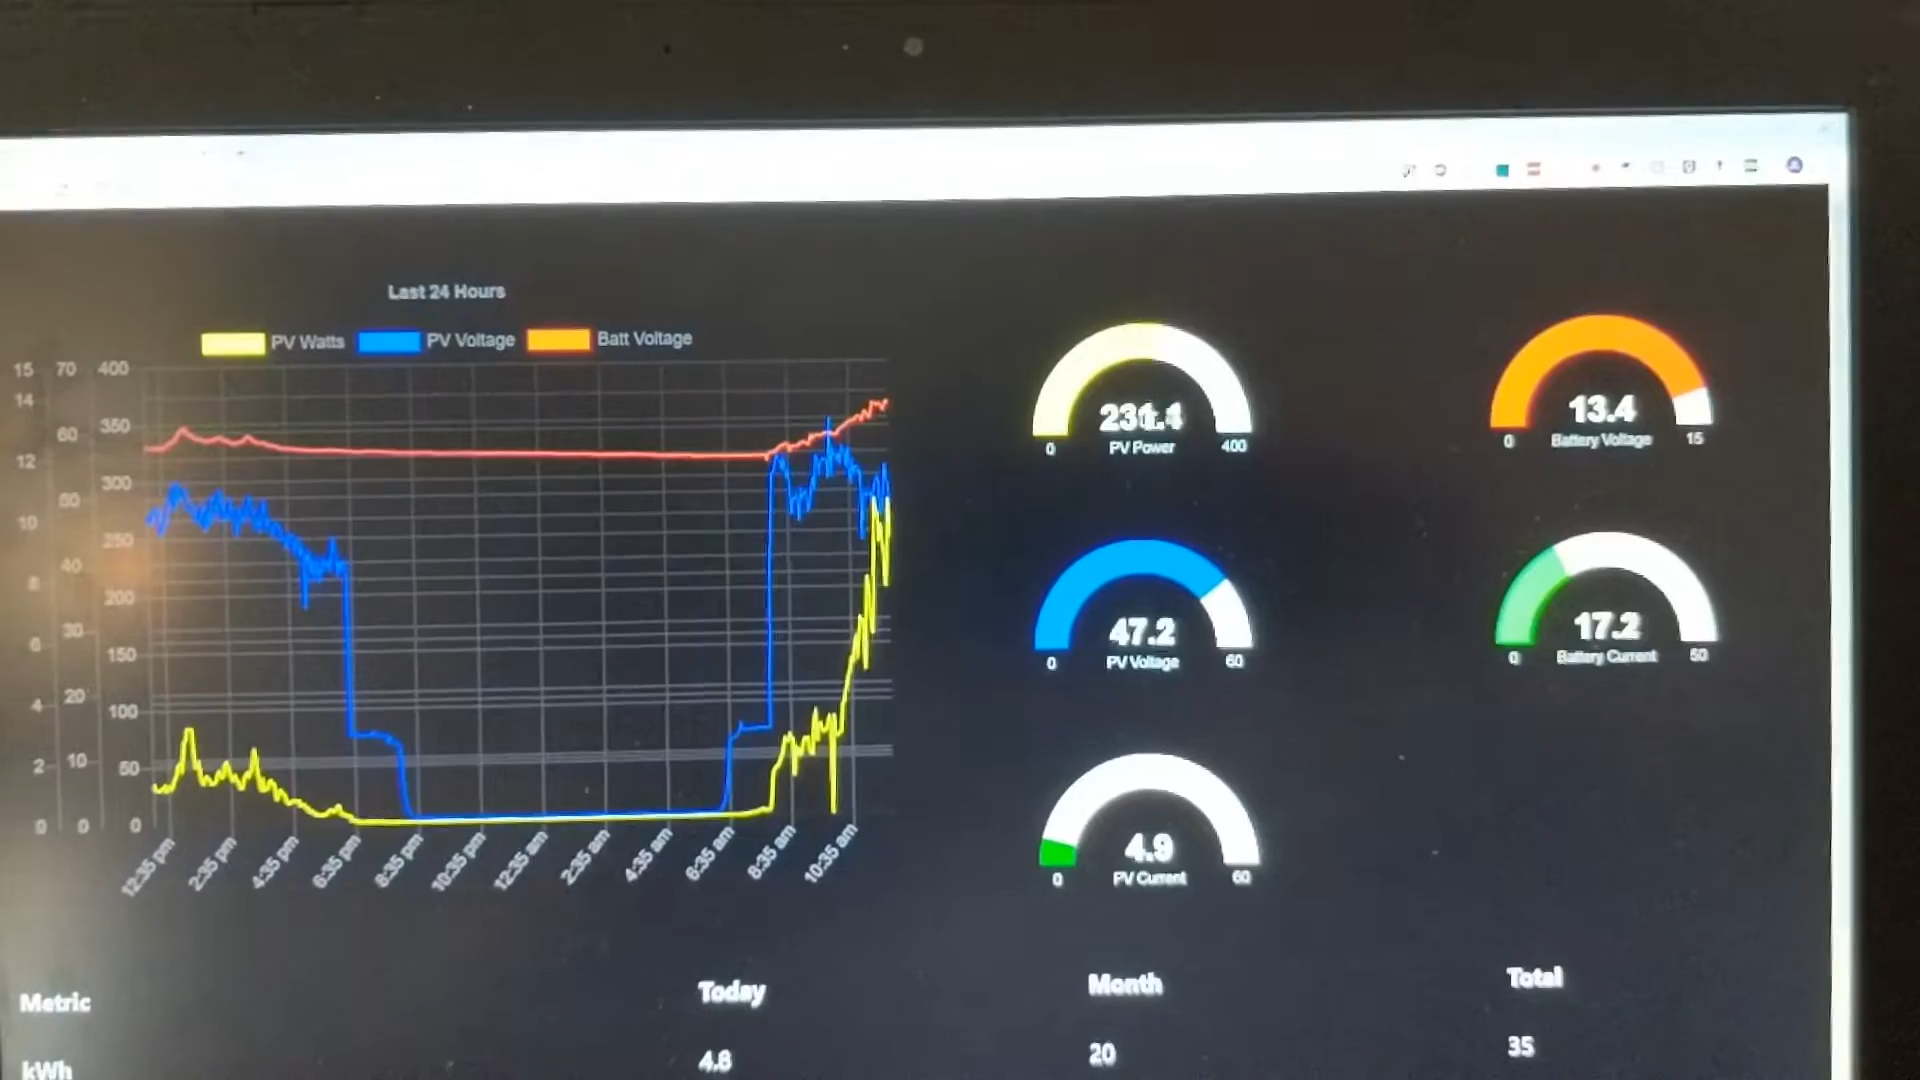 Last 24 Hours
PV Watts PV Voltage Batt Voltage
15 70 400
14
350
60
12
300
50
10
250
40
8
200
30
6
150
20
4
100
10
2
50
0 0 0
12:35 pm 2:35 pm 4:35 pm 6:35 pm 8:35 pm 10:35 pm 12:35 am 2:35 am 4:35 am 6:35 am 8:35 am 10:35 am
PV Power
0 400
13.4
Battery Voltage
0 15
47.2
PV Voltage
0 60
17.2
Battery Current
0 50
4.9
PV Current
0 60
Metric Today Month Total
kWh 4.8 20 35